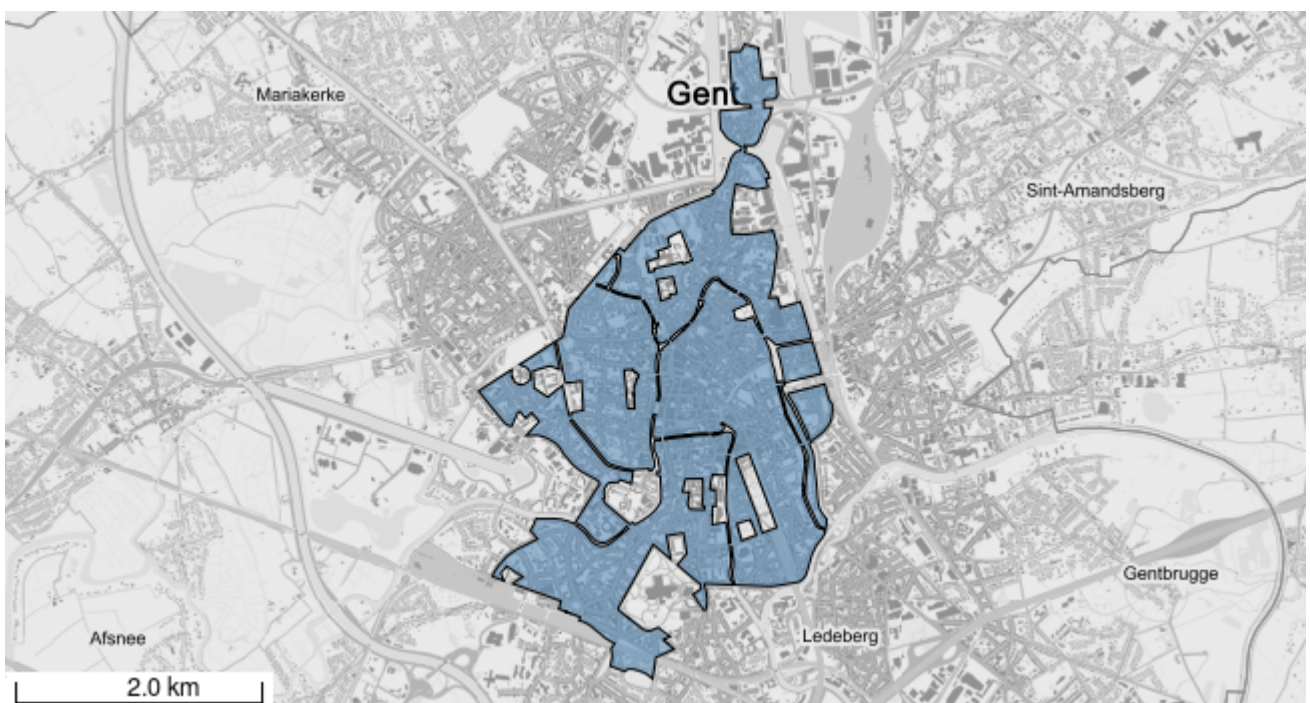 Gent
Mariakerke
Sint-Amandsberg
Gentbrugge
Ledeberg
Afsnee
2.0 km